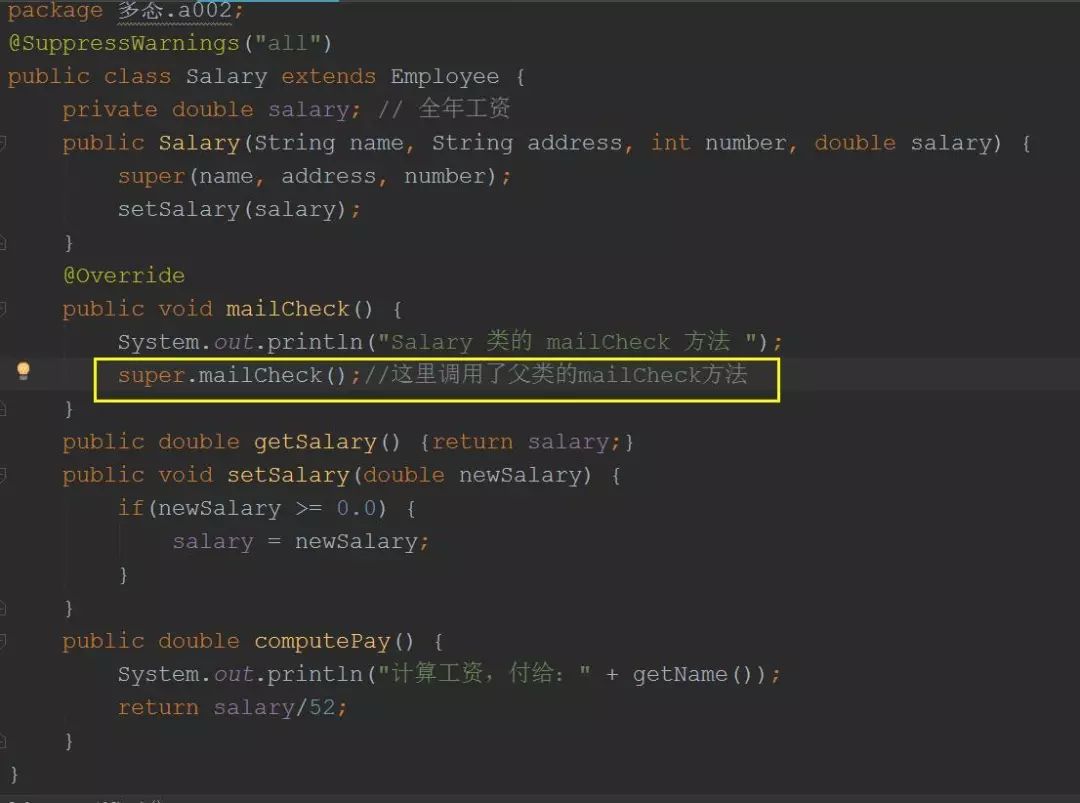 package 多态.a002;
@SuppressWarnings("all")
public class Salary extends Employee {
    private double salary; // 全年工资
    public Salary(String name, String address, int number, double salary) {
        super(name, address, number);
        setSalary(salary);
    }
    @Override
    public void mailCheck() {
        System.out.println("Salary 类的 mailCheck 方法 ");
        super.mailCheck();//这里调用了父类的mailCheck方法
    }
    public double getSalary() {return salary;}
    public void setSalary(double newSalary) {
        if(newSalary >= 0.0) {
            salary = newSalary;
        }
    }
    public double computePay() {
        System.out.println("计算工资，付给：" + getName());
        return salary/52;
    }
}